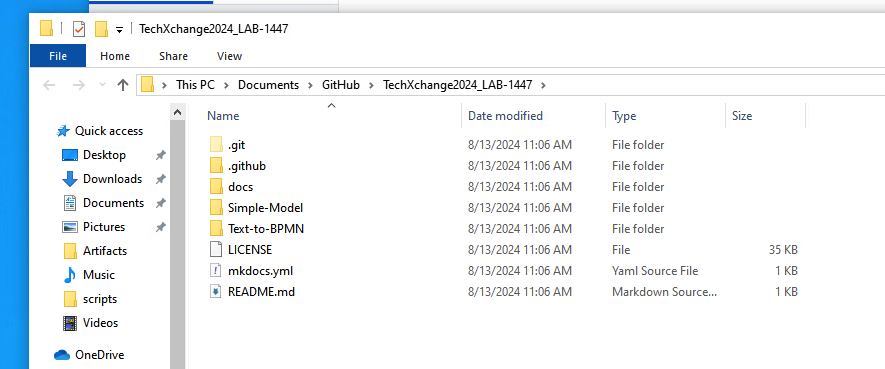 TechXchange2024_LAB-1447
File Home Share View
This PC Documents GitHub TechXchange2024_LAB-1447
Name Date modified Type Size
Quick access
Desktop
Downloads
Documents
Pictures
Artifacts
Music
scripts
Videos
OneDrive
.git 8/13/2024 11:06 AM File folder
.github 8/13/2024 11:06 AM File folder
docs 8/13/2024 11:06 AM File folder
Simple-Model 8/13/2024 11:06 AM File folder
Text-to-BPMN 8/13/2024 11:06 AM File folder
LICENSE 8/13/2024 11:06 AM File 35 KB
mkdocs.yml 8/13/2024 11:06 AM Yaml Source File 1 KB
README.md 8/13/2024 11:06 AM Markdown Source... 1 KB